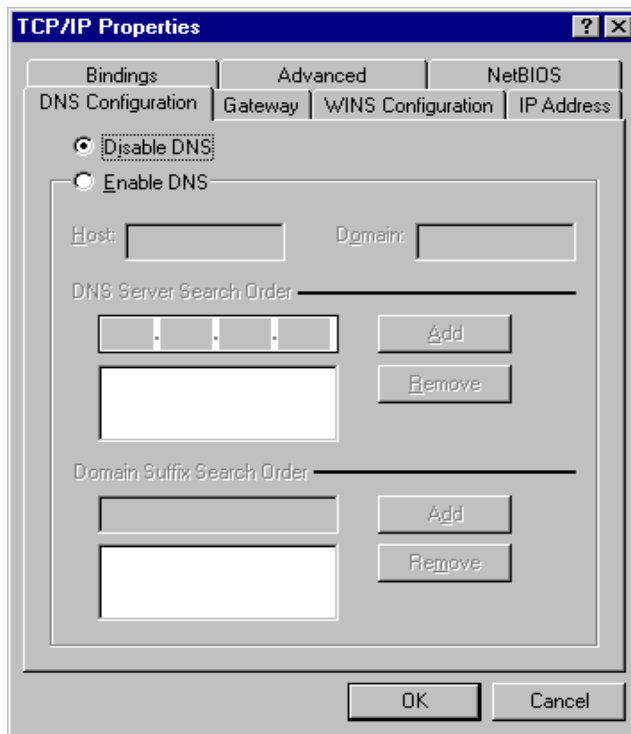 TCP/IP Properties
Bindings Advanced NetBIOS
DNS Configuration Gateway WINS Configuration IP Address
Disable DNS
Enable DNS
Host: Domain:
DNS Server Search Order
. . . Add
Remove
Domain Suffix Search Order
Add
Remove
OK Cancel